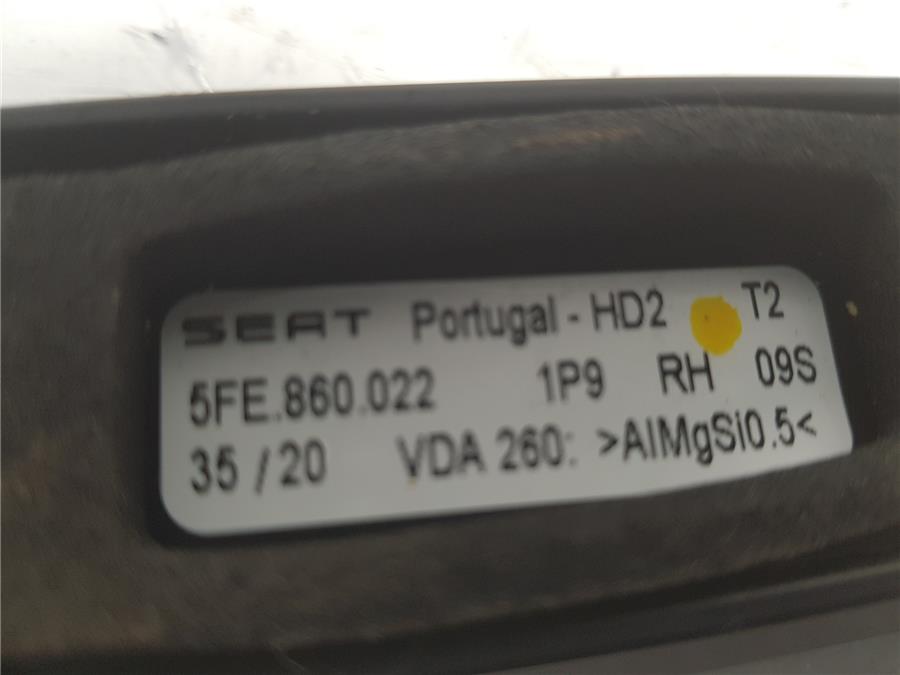 SEAT Portugal - HD2 T2
5FE.860.022 1P9 RH 09S
35 / 20 VDA 260: >AlMgSi0.5<